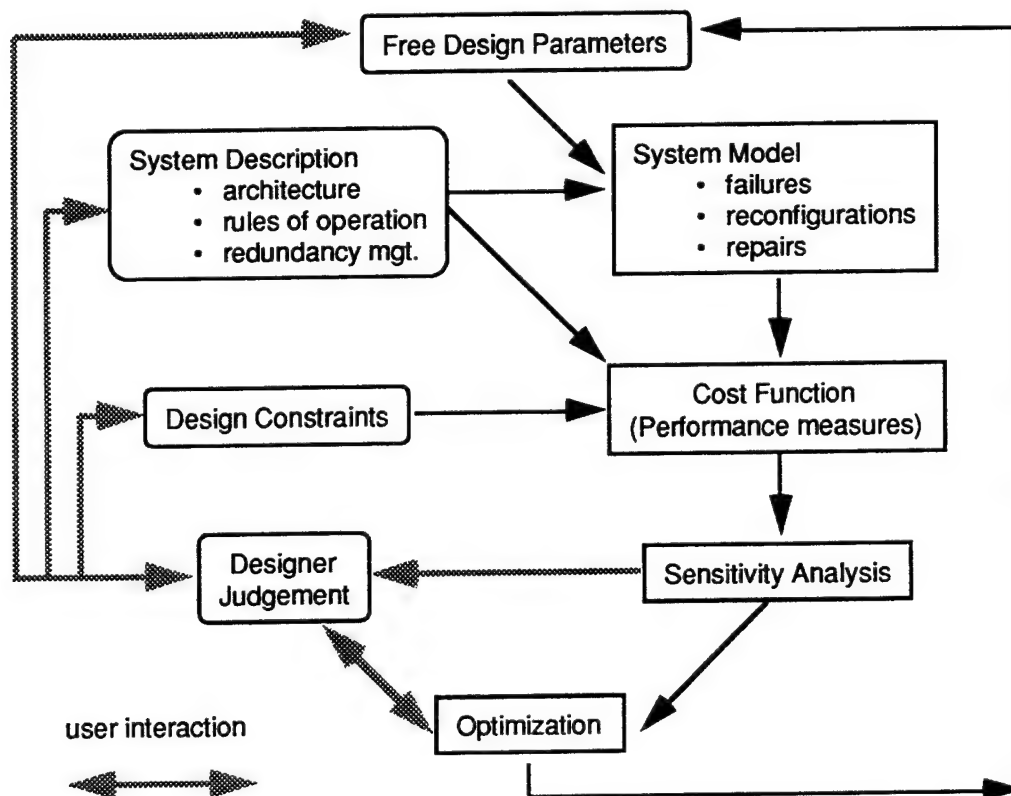 Free Design Parameters
System Description
• architecture
• rules of operation
• redundancy mgt.
System Model
• failures
• reconfigurations
• repairs
Design Constraints
Cost Function
(Performance measures)
Designer
Judgement
Sensitivity Analysis
Optimization
user interaction